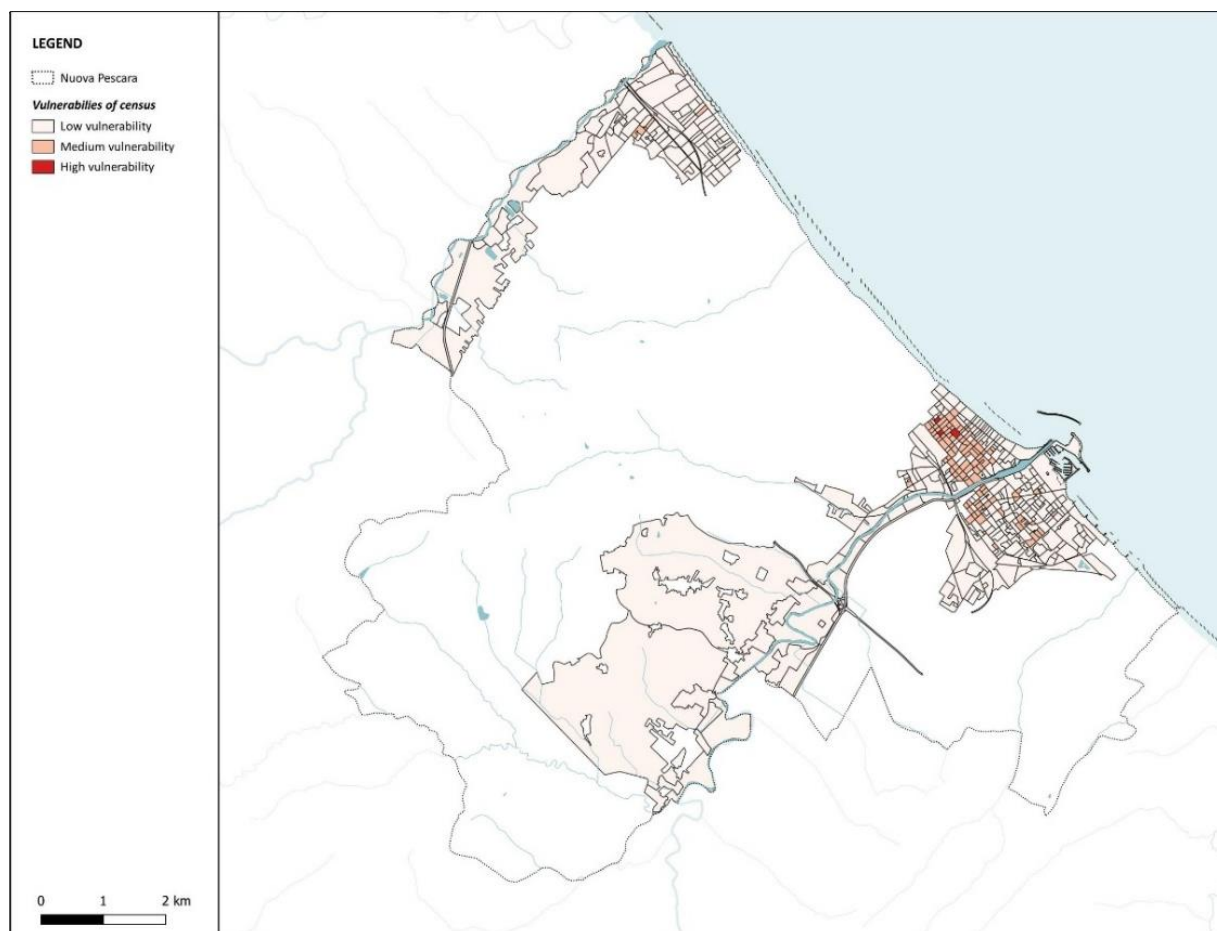 LEGEND
Nuova Pescara
Vulnerabilies of census
Low vulnerability
Medium vulnerability
High vulnerability
0 1 2 km